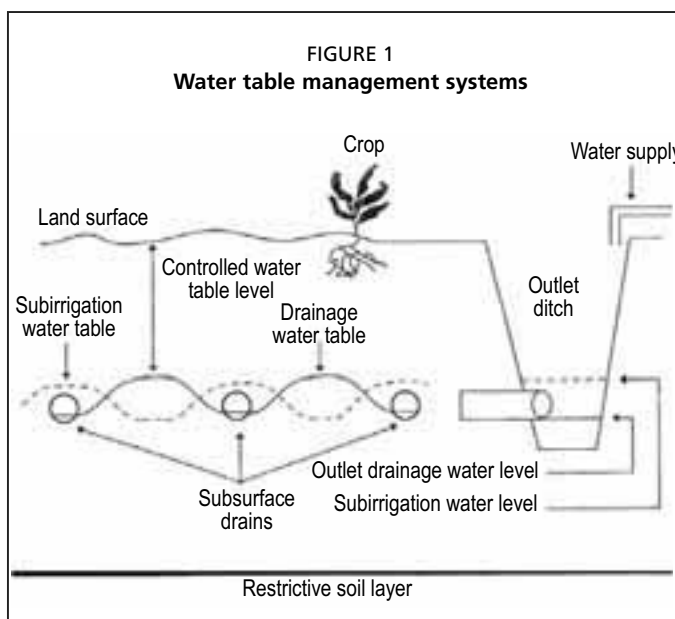 FIGURE 1
Water table management systems
Crop
Water supply
Land surface
Controlled water
table level
Outlet
ditch
Subirrigation
water table
Drainage
water table
Outlet drainage water level
Subirrigation water level
Subsurface
drains
Restrictive soil layer